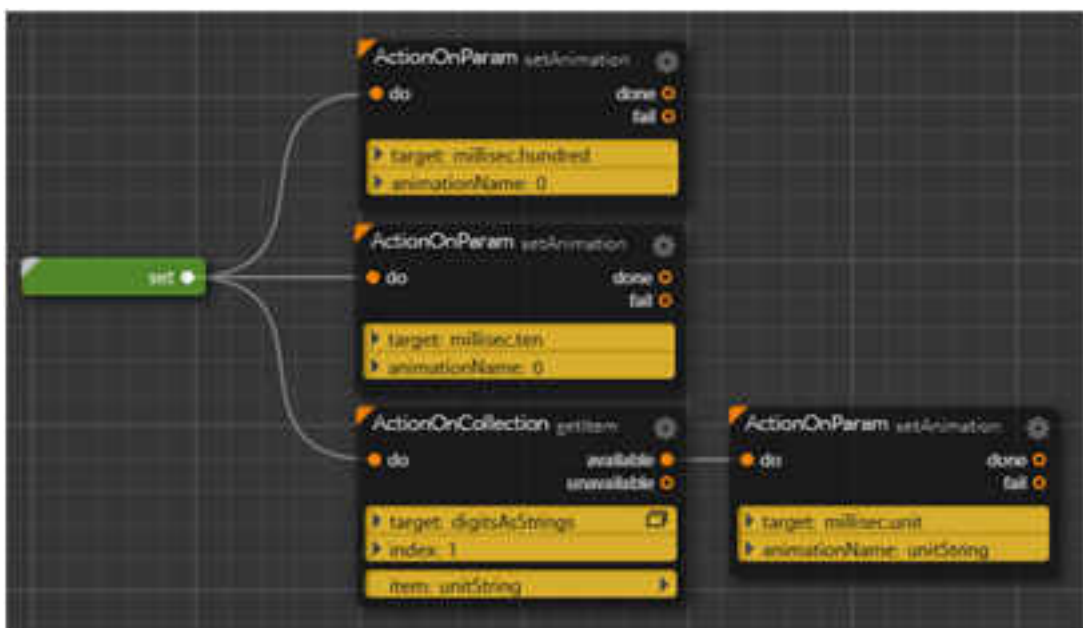 ActionOnParam setAnimation
do done
fail
target: millisec.hundred
animationName: 0
ActionOnParam setAnimation
set
do done
fail
target: millisec.ten
animationName: 0
ActionOnCollection getItem
do available
unavailable
target: digitsAsStrings
index: 1
item: unitString
ActionOnParam setAnimation
do done
fail
target: millisec.unit
animationName: unitString